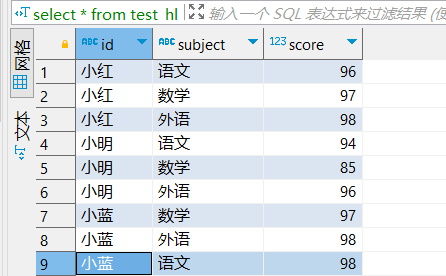 select * from test_hl 输入一个 SQL 表达式来过滤结果 (使
网格
文本
ABC id ABC subject 123 score
1 小红 语文 96
2 小红 数学 97
3 小红 外语 98
4 小明 语文 94
5 小明 数学 85
6 小明 外语 96
7 小蓝 数学 97
8 小蓝 外语 98
9 小蓝 语文 98